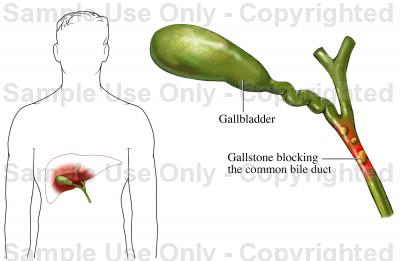 Sample Use Only - Copyrighted
Sample Use Only - Copyrighted
Gallbladder
Gallstone blocking
the common bile duct
Sample Use Only - Copyrighted
Sample Use Only - Copyrighted